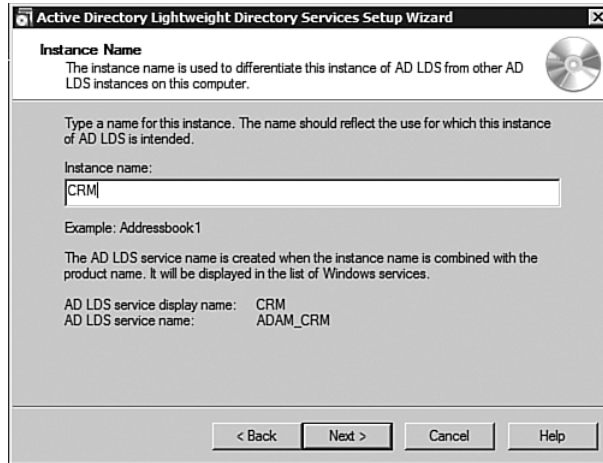 Active Directory Lightweight Directory Services Setup Wizard
Instance Name
The instance name is used to differentiate this instance of AD LDS from other AD
LDS instances on this computer.
Type a name for this instance. The name should reflect the use for which this instance
of AD LDS is intended.
Instance name:
CRM
Example: Addressbook1
The AD LDS service name is created when the instance name is combined with the
product name. It will be displayed in the list of Windows services.
AD LDS service display name: CRM
AD LDS service name: ADAM_CRM
< Back Next > Cancel Help